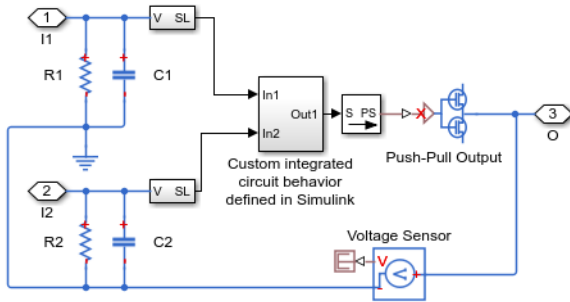 1
V
SL
I1
R1
C1
In1
In2
Out1
S
PS
3
O
Push-Pull Output
Custom integrated
circuit behavior
defined in Simulink
2
V
SL
I2
R2
C2
Voltage Sensor
V
V